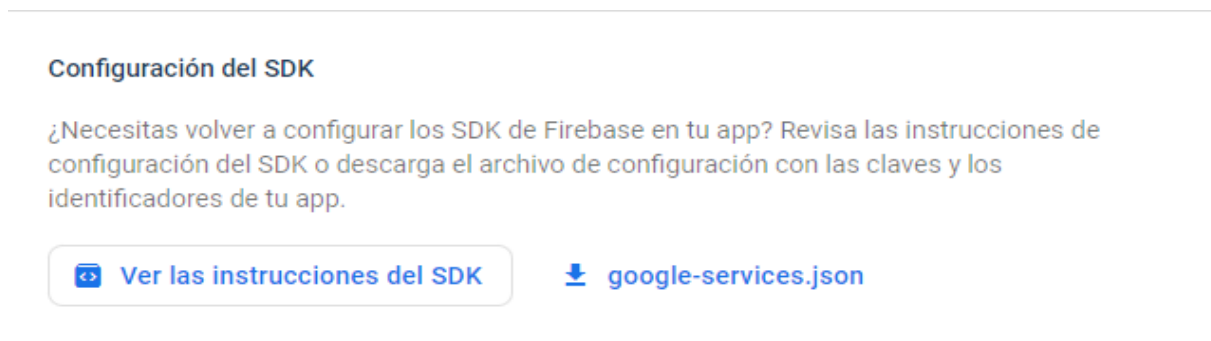 Configuración del SDK
¿Necesitas volver a configurar los SDK de Firebase en tu app? Revisa las instrucciones de
configuración del SDK o descarga el archivo de configuración con las claves y los
identificadores de tu app.
Ver las instrucciones del SDK google-services.json